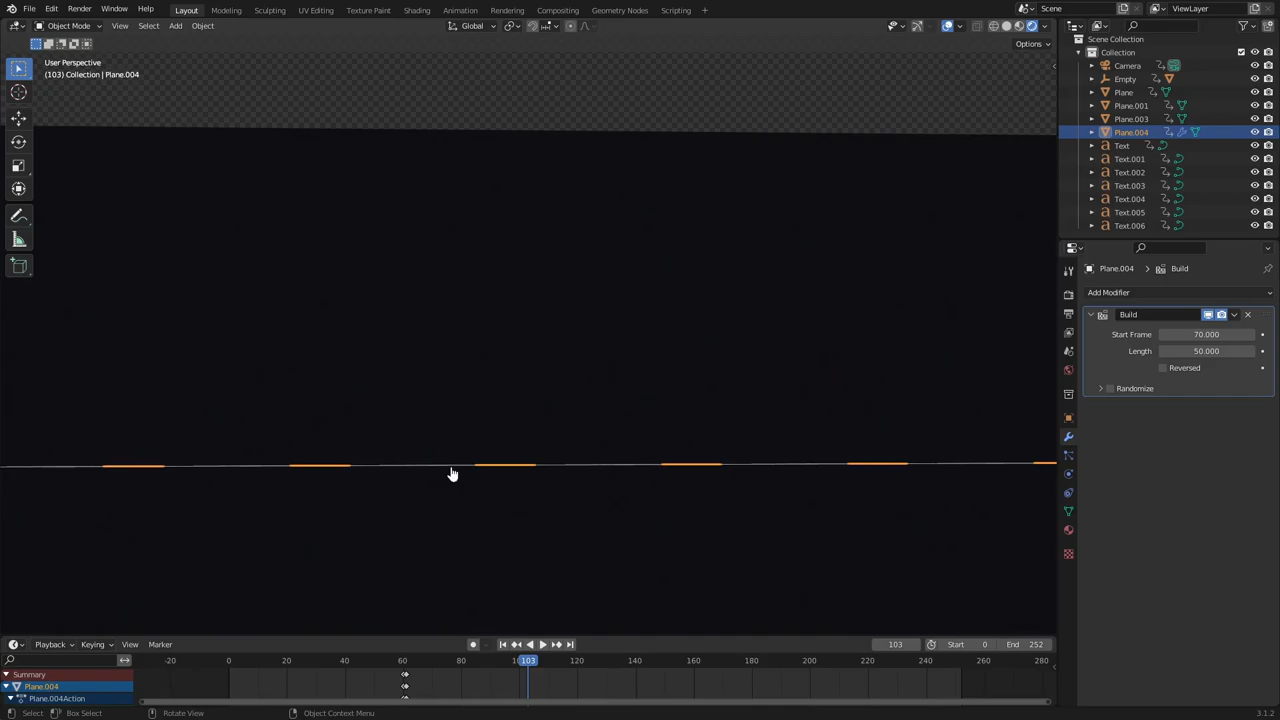 File Edit Render Window Help Layout Modeling Sculpting UV Editing Texture Paint Shading Animation Rendering Compositing Geometry Nodes Scripting + Scene ViewLayer
Object Mode View Select Add Object Global
Options
User Perspective
(103) Collection | Plane.004
Scene Collection
Collection
Camera
Empty
Plane
Plane.001
Plane.003
Plane.004
Text
Text.001
Text.002
Text.003
Text.004
Text.005
Text.006
Plane.004 > Build
Add Modifier
Build
Start Frame 70.000
Length 50.000
Reversed
Randomize
Playback Keying View Marker 103 Start 0 End 252
-20 0 20 40 60 80 103 120 140 160 180 200 220 240 260 280
Summary
Plane.004
Plane.004Action
Select Box Select Rotate View Object Context Menu 3.1.2